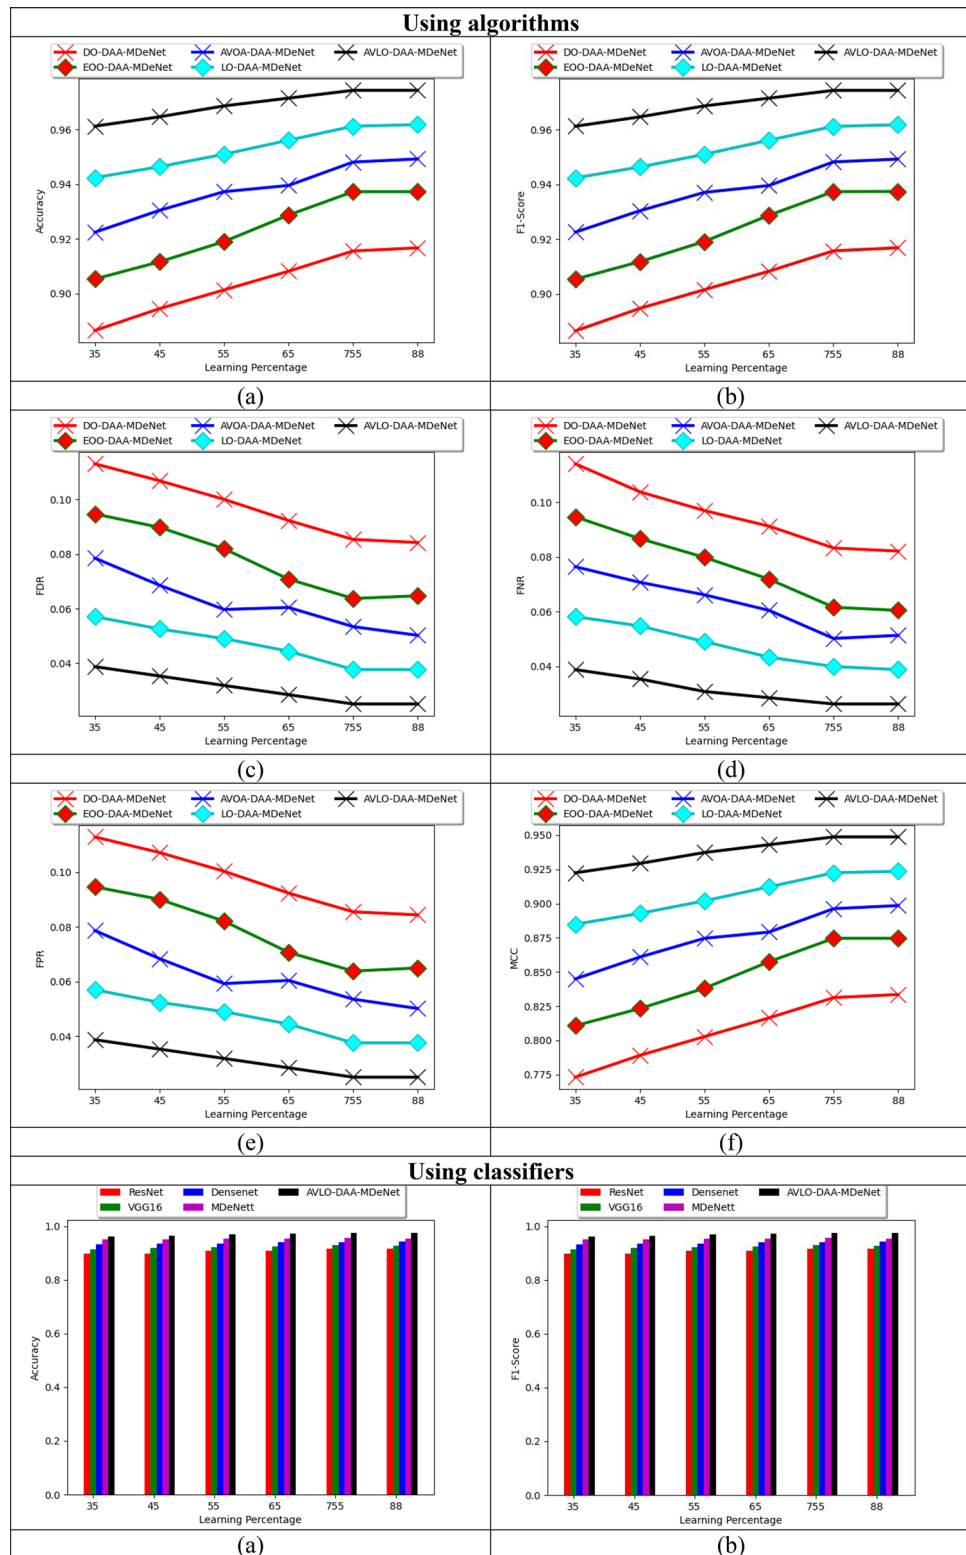 Using algorithms
DO-DAA-MDeNet AVOA-DAA-MDeNet AVLO-DAA-MDeNet
EOO-DAA-MDeNet LO-DAA-MDeNet
0.96
0.94
0.92
0.90
Accuracy
35 45 55 65 755 88
Learning Percentage
(a)
DO-DAA-MDeNet AVOA-DAA-MDeNet AVLO-DAA-MDeNet
EOO-DAA-MDeNet LO-DAA-MDeNet
0.96
0.94
0.92
0.90
F1-Score
35 45 55 65 755 88
Learning Percentage
(b)
DO-DAA-MDeNet AVOA-DAA-MDeNet AVLO-DAA-MDeNet
EOO-DAA-MDeNet LO-DAA-MDeNet
0.10
0.08
0.06
0.04
FDR
35 45 55 65 755 88
Learning Percentage
(c)
DO-DAA-MDeNet AVOA-DAA-MDeNet AVLO-DAA-MDeNet
EOO-DAA-MDeNet LO-DAA-MDeNet
0.10
0.08
0.06
0.04
FNR
35 45 55 65 755 88
Learning Percentage
(d)
DO-DAA-MDeNet AVOA-DAA-MDeNet AVLO-DAA-MDeNet
EOO-DAA-MDeNet LO-DAA-MDeNet
0.10
0.08
0.06
0.04
FPR
35 45 55 65 755 88
Learning Percentage
(e)
DO-DAA-MDeNet AVOA-DAA-MDeNet AVLO-DAA-MDeNet
EOO-DAA-MDeNet LO-DAA-MDeNet
0.950
0.925
0.900
0.875
0.850
0.825
0.800
0.775
MCC
35 45 55 65 755 88
Learning Percentage
(f)
Using classifiers
ResNet Densenet AVLO-DAA-MDeNet
VGG16 MDeNett
1.0
0.8
0.6
0.4
0.2
0.0
Accuracy
35 45 55 65 755 88
Learning Percentage
(a)
ResNet Densenet AVLO-DAA-MDeNet
VGG16 MDeNett
1.0
0.8
0.6
0.4
0.2
0.0
F1-Score
35 45 55 65 755 88
Learning Percentage
(b)